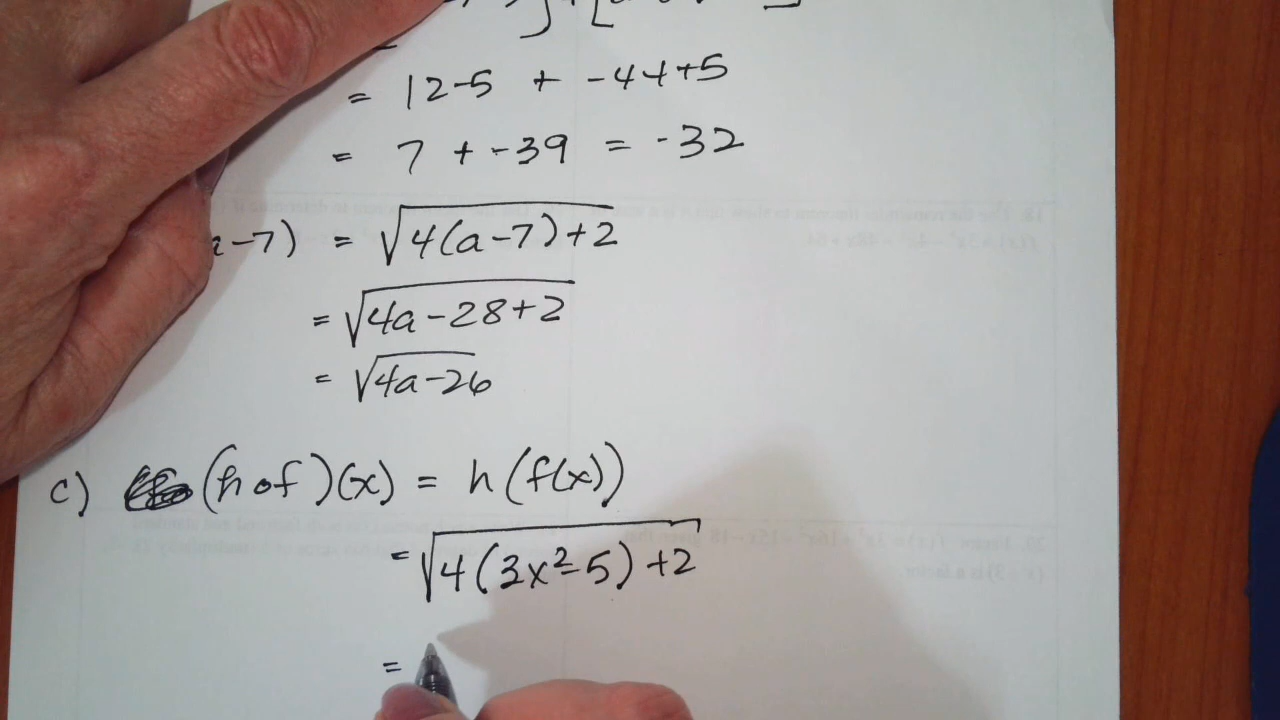 = 12-5 + -44+5
= 7 + -39 = -32
-7) = √4(a-7)+2
= √4a-28+2
= √4a-26
c) (h∘f)(x) = h(f(x))
= √4(3x²-5)+2
=